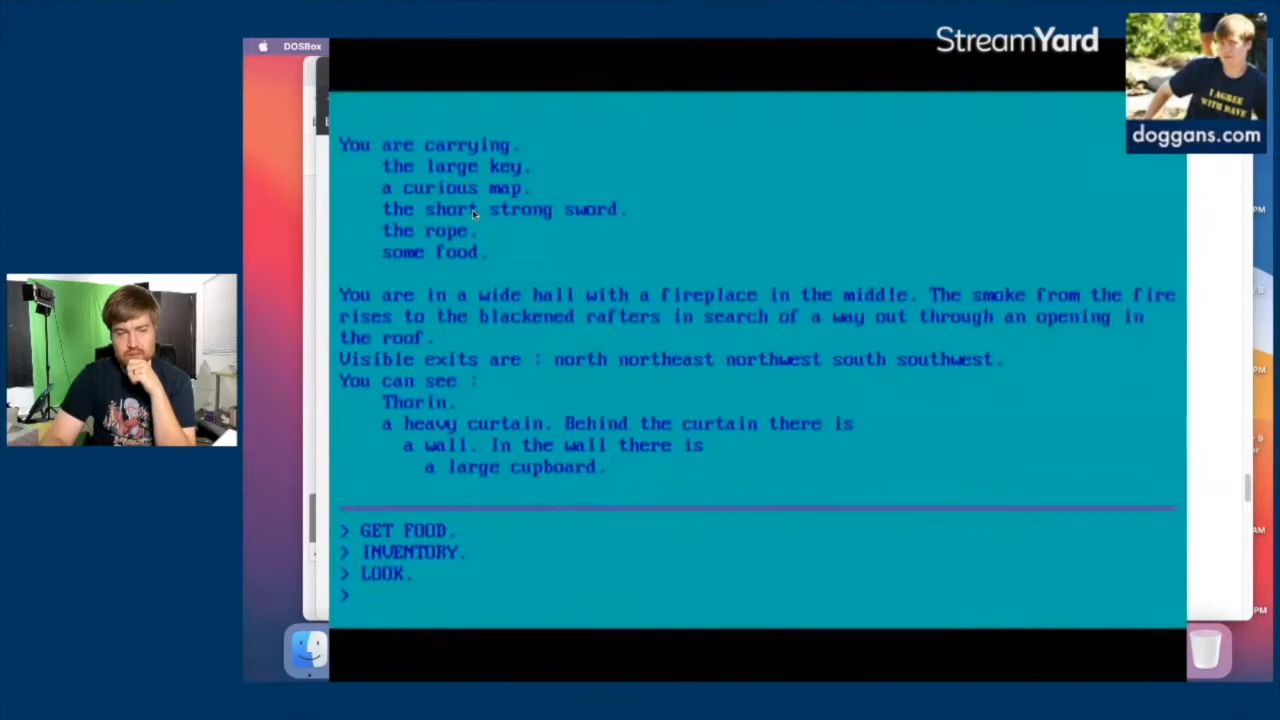 StreamYard
DOSBox
I AGREE
WITH DAVE
doggans.com
You are carrying.
the large key.
a curious map.
the short strong sword.
the rope.
some food.
You are in a wide hall with a fireplace in the middle. The smoke from the fire
rises to the blackened rafters in search of a way out through an opening in
the roof.
Visible exits are : north northeast northwest south southwest.
You can see :
Thorin.
a heavy curtain. Behind the curtain there is
a wall. In the wall there is
a large cupboard.
> GET FOOD.
> INVENTORY.
> LOOK.
>
PM
PM
AM
PM